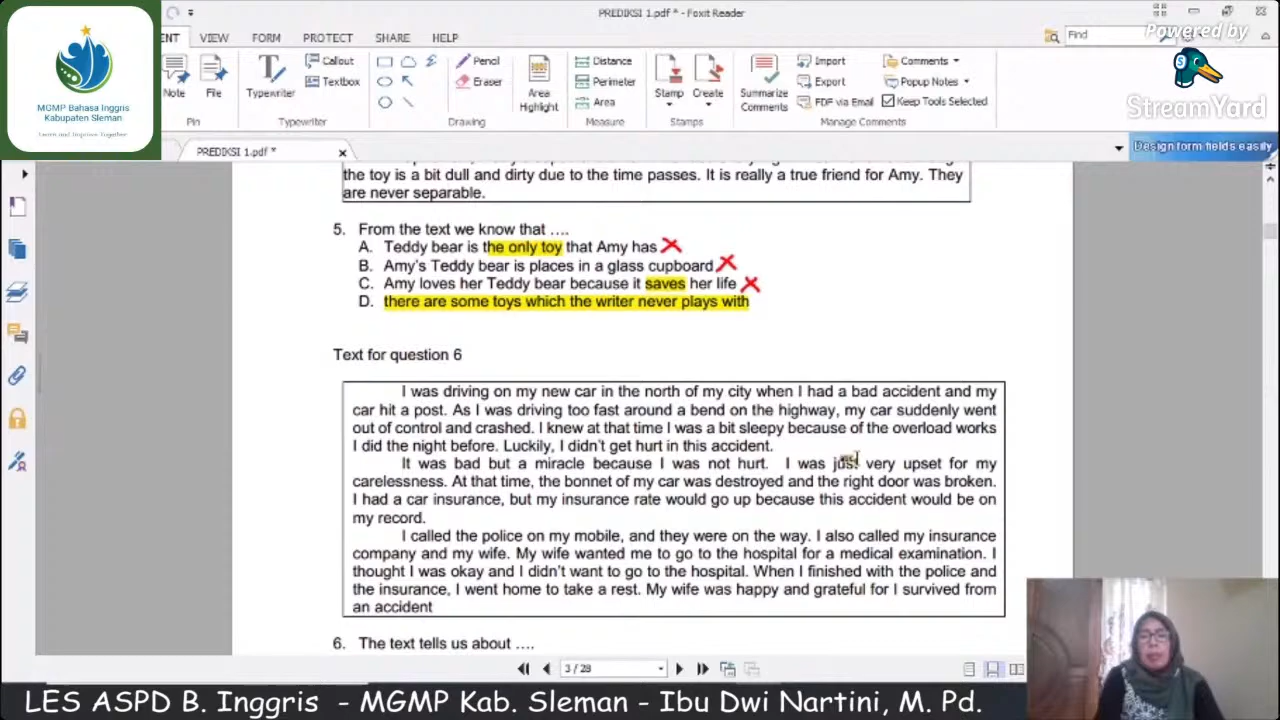 PREDIKSI 1.pdf * - Foxit Reader
VIEW FORM PROTECT SHARE HELP
Find
Powered by
StreamYard
MGMP Bahasa Inggris
Kabupaten Sleman
Learn and Improve Together
Note
File
Pin
Typewriter
Callout
Textbox
Typewriter
Pencil
Eraser
Area
Highlight
Drawing
Distance
Perimeter
Area
Measure
Stamp
Create
Stamps
Summarize
Comments
Import
Export
FDF via Email
Comments
Popup Notes
Keep Tools Selected
Manage Comments
PREDIKSI 1.pdf *
Design form fields easily
the toy is a bit dull and dirty due to the time passes. It is really a true friend for Amy. They
are never separable.
5. From the text we know that ….
A. Teddy bear is the only toy that Amy has
B. Amy’s Teddy bear is places in a glass cupboard
C. Amy loves her Teddy bear because it saves her life
D. there are some toys which the writer never plays with
Text for question 6
I was driving on my new car in the north of my city when I had a bad accident and my
car hit a post. As I was driving too fast around a bend on the highway, my car suddenly went
out of control and crashed. I knew at that time I was a bit sleepy because of the overload works
I did the night before. Luckily, I didn’t get hurt in this accident.
It was bad but a miracle because I was not hurt. I was just very upset for my
carelessness. At that time, the bonnet of my car was destroyed and the right door was broken.
I had a car insurance, but my insurance rate would go up because this accident would be on
my record.
I called the police on my mobile, and they were on the way. I also called my insurance
company and my wife. My wife wanted me to go to the hospital for a medical examination. I
thought I was okay and I didn’t want to go to the hospital. When I finished with the police and
the insurance, I went home to take a rest. My wife was happy and grateful for I survived from
an accident
6. The text tells us about ….
3 / 28
LES ASPD B. Inggris - MGMP Kab. Sleman - Ibu Dwi Nartini, M. Pd.